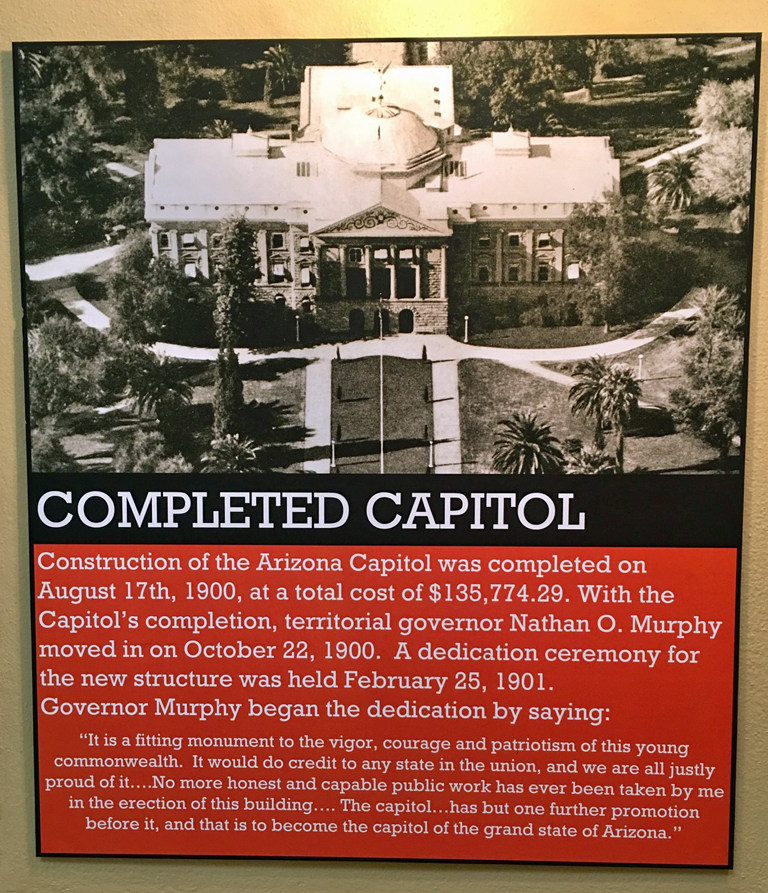 COMPLETED CAPITOL
Construction of the Arizona Capitol was completed on
August 17th, 1900, at a total cost of $135,774.29. With the
Capitol's completion, territorial governor Nathan O. Murphy
moved in on October 22, 1900. A dedication ceremony for
the new structure was held February 25, 1901.
Governor Murphy began the dedication by saying:
“It is a fitting monument to the vigor, courage and patriotism of this young
commonwealth. It would do credit to any state in the union, and we are all justly
proud of it....No more honest and capable public work has ever been taken by me
in the erection of this building.... The capitol...has but one further promotion
before it, and that is to become the capitol of the grand state of Arizona.”